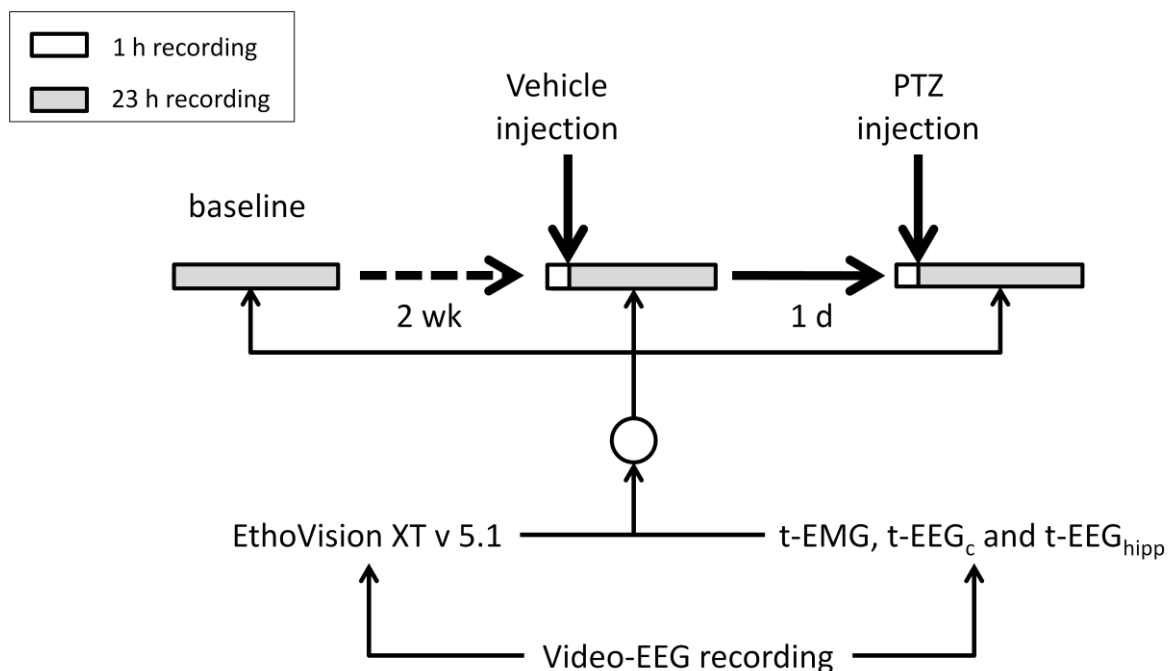 1 h recording
23 h recording
Vehicle
injection
PTZ
injection
baseline
2 wk
1 d
EthoVision XT v 5.1
t-EMG, t-EEGc and t-EEGhipp
Video-EEG recording